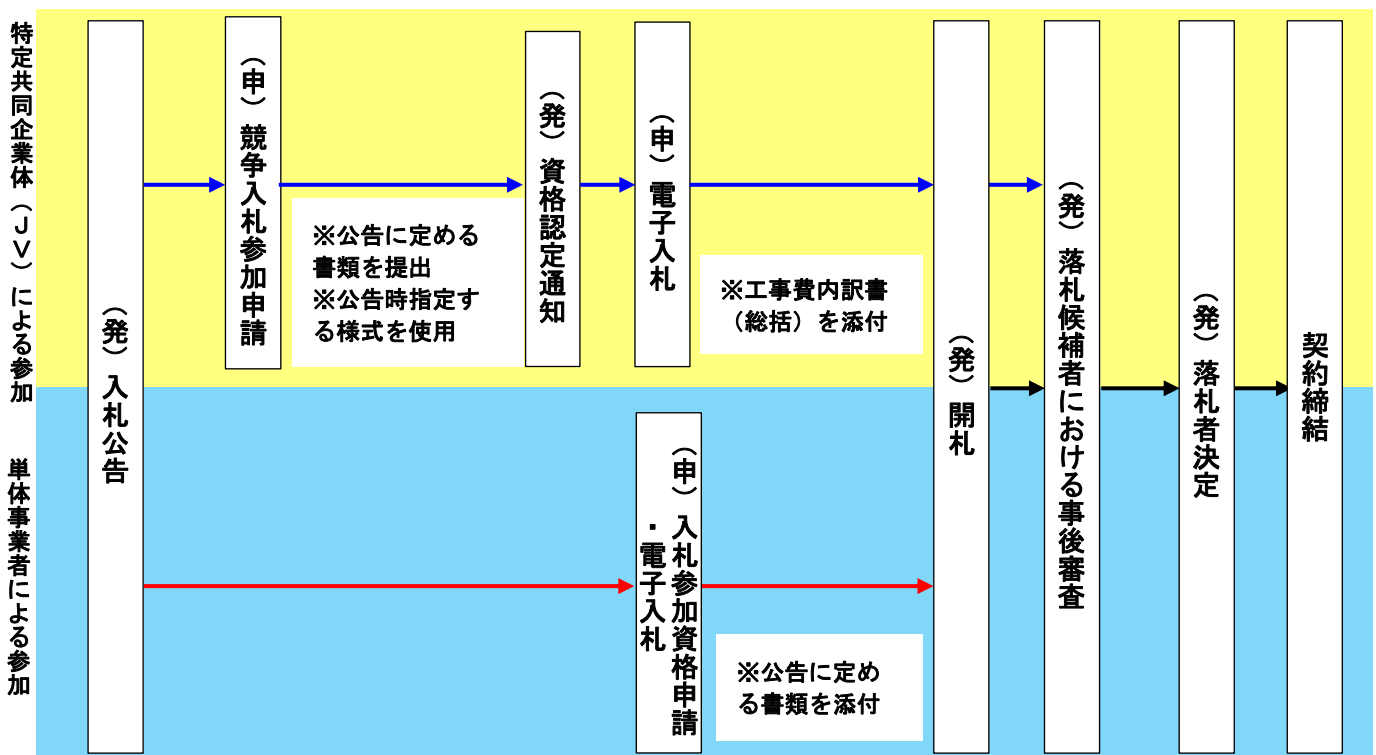 特定共同企業体(JV)による参加
単体事業者による参加
(発)入札公告
(申)競争入札参加申請
※公告に定める
書類を提出
※公告時指定す
る様式を使用
(発)資格認定通知
(申)電子入札
※工事費内訳書
(総括)を添付
(申)入札参加資格申請
・電子入札
※公告に定め
る書類を添付
(発)開札
(発)落札候補者における事後審査
(発)落札者決定
契約締結